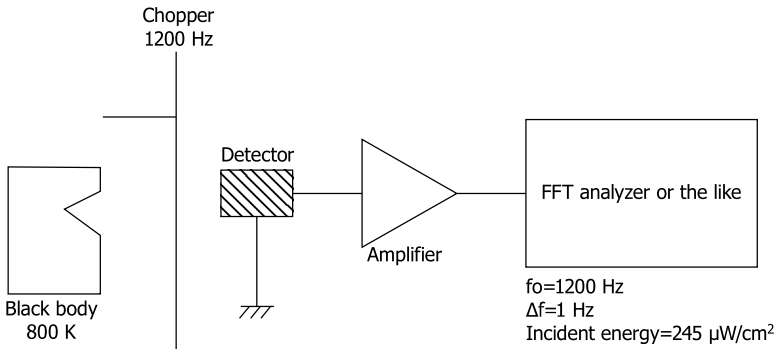 Chopper
1200 Hz
Detector
FFT analyzer or the like
Amplifier
Black body
800 K
fo=1200 Hz
Δf=1 Hz
Incident energy=245 μW/cm²